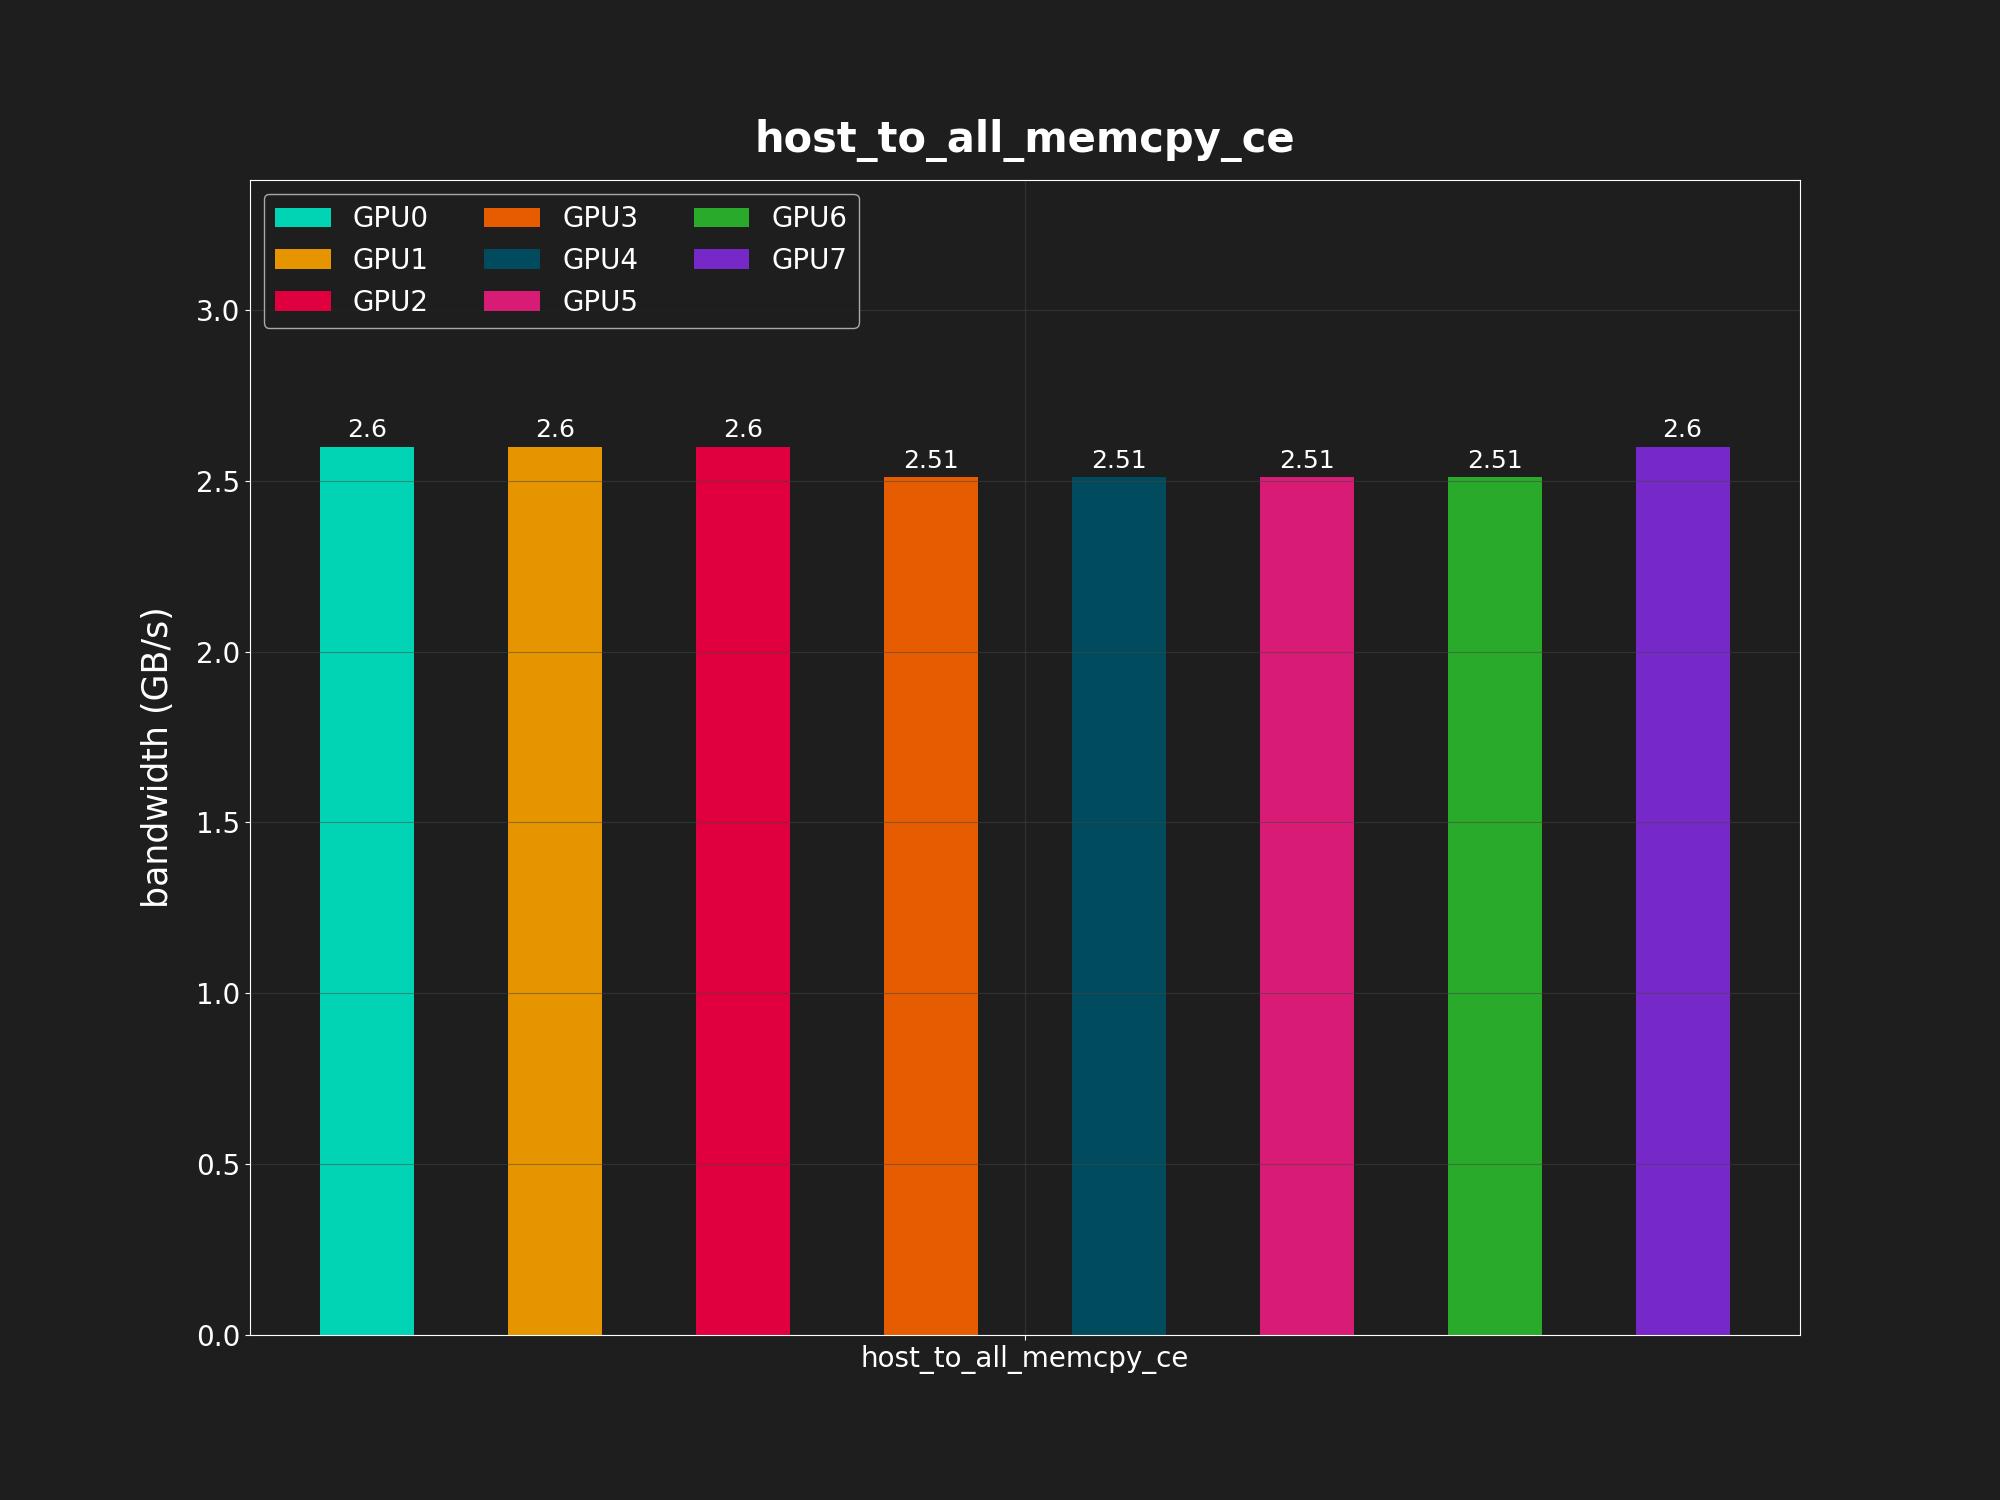 host_to_all_memcpy_ce
GPU0 GPU3 GPU6
GPU1 GPU4 GPU7
GPU2 GPU5
3.0
2.5
2.0
1.5
1.0
0.5
0.0
bandwidth (GB/s)
2.6 2.6 2.6 2.51 2.51 2.51 2.51 2.6
host_to_all_memcpy_ce